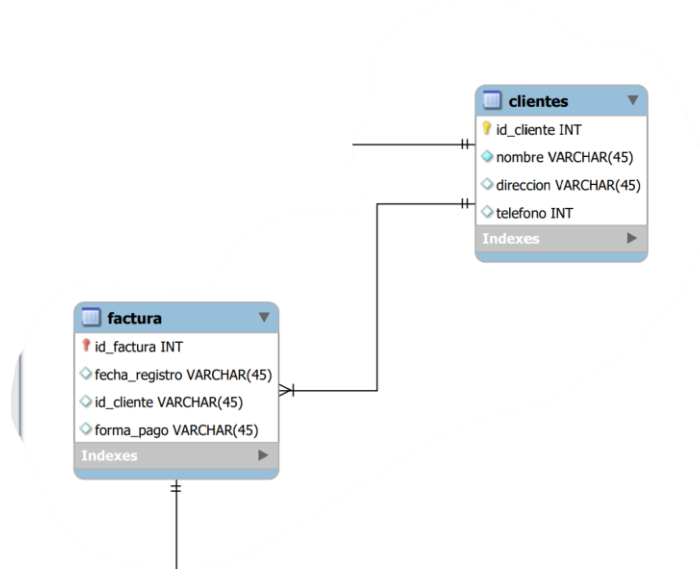 clientes
id_cliente INT
nombre VARCHAR(45)
direccion VARCHAR(45)
telefono INT
Indexes
factura
id_factura INT
fecha_registro VARCHAR(45)
id_cliente VARCHAR(45)
forma_pago VARCHAR(45)
Indexes